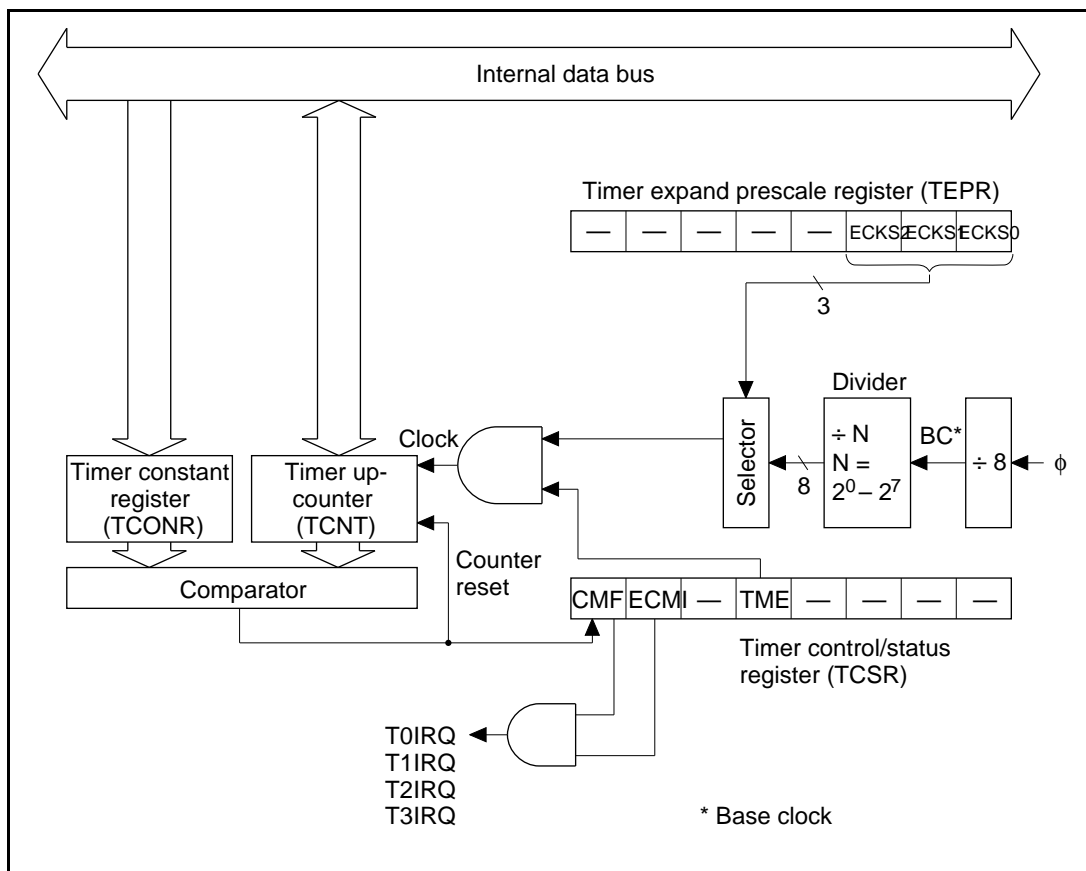 Internal data bus
Timer expand prescale register (TEPR)
— — — — — ECKS2 ECKS1 ECKS0
3
Divider
Clock
Selector
÷ N
N =
2⁰ – 2⁷
8
BC*
÷ 8
ϕ
Timer constant
register
(TCONR)
Timer up-
counter
(TCNT)
Counter
reset
Comparator
CMF ECMI — TME — — — —
Timer control/status
register (TCSR)
T0IRQ
T1IRQ
T2IRQ
T3IRQ
* Base clock